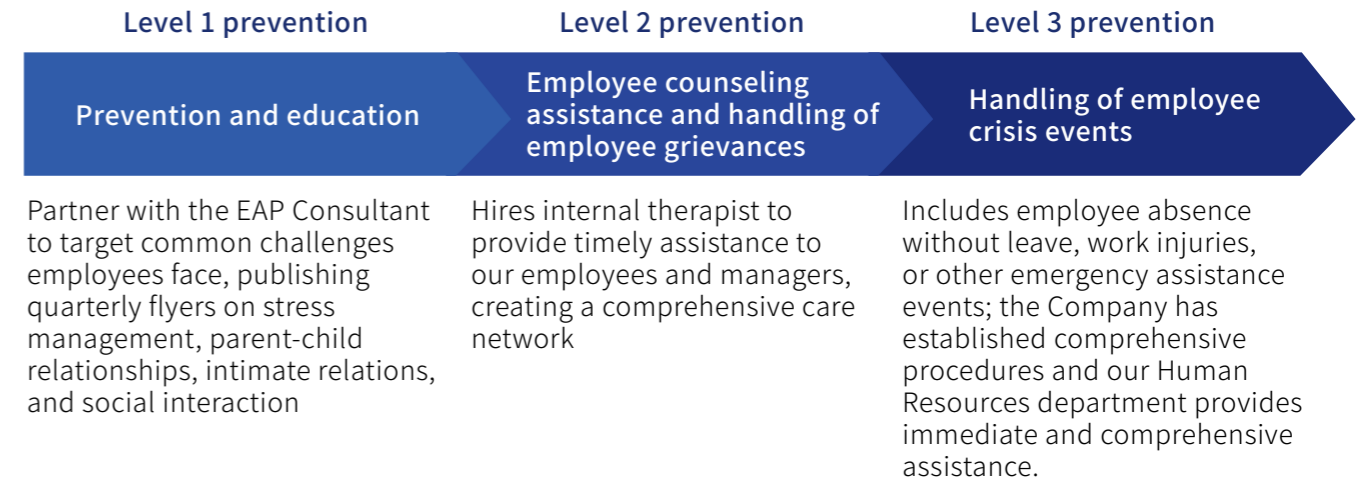 Level 1 prevention
Prevention and education
Partner with the EAP Consultant
to target common challenges
employees face, publishing
quarterly flyers on stress
management, parent-child
relationships, intimate relations,
and social interaction
Level 2 prevention
Employee counseling
assistance and handling of
employee grievances
Hires internal therapist to
provide timely assistance to
our employees and managers,
creating a comprehensive care
network
Level 3 prevention
Handling of employee
crisis events
Includes employee absence
without leave, work injuries,
or other emergency assistance
events; the Company has
established comprehensive
procedures and our Human
Resources department provides
immediate and comprehensive
assistance.